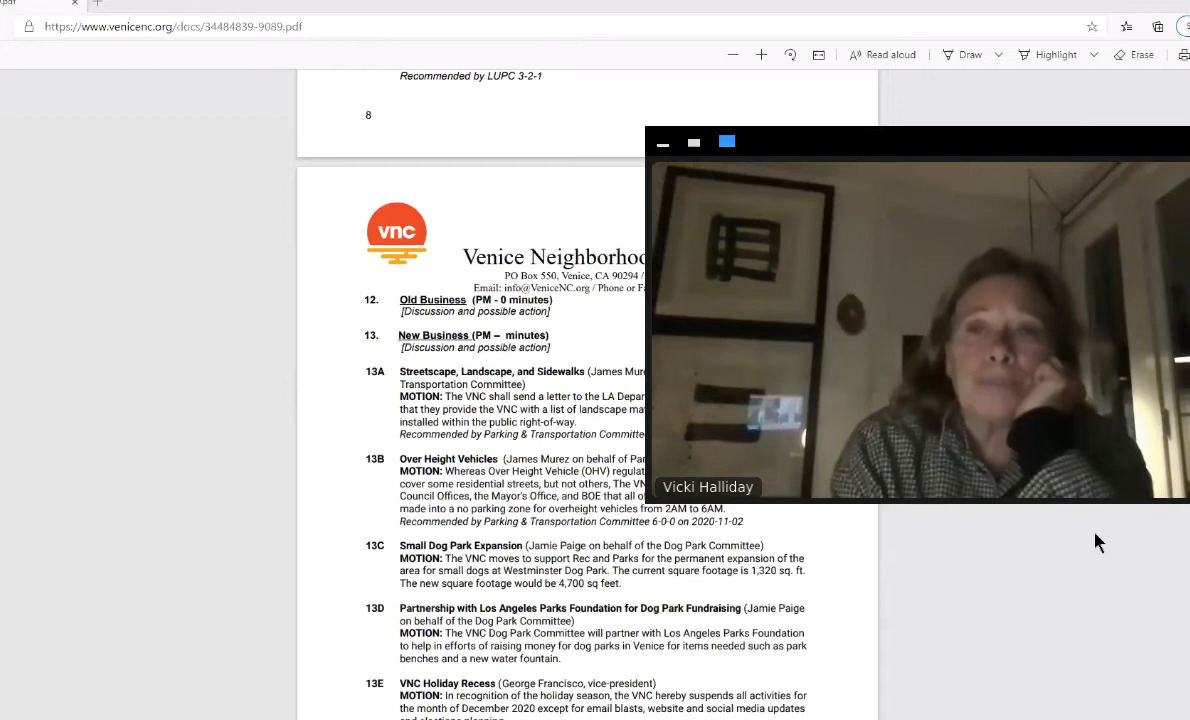 .pdf
https://www.venicenc.org/docs/34484839-9089.pdf
Read aloud
Draw
Highlight
Erase
Recommended by LUPC 3-2-1
8
vnc
Venice Neighborhoo
PO Box 550, Venice, CA 90294 /
Email: info@VeniceNC.org / Phone or Fa
12. Old Business (PM - 0 minutes)
[Discussion and possible action]
13. New Business (PM – minutes)
[Discussion and possible action]
13A Streetscape, Landscape, and Sidewalks (James Mure
Transportation Committee)
MOTION: The VNC shall send a letter to the LA Depar
that they provide the VNC with a list of landscape ma
installed within the public right-of-way.
Recommended by Parking & Transportation Committe
13B Over Height Vehicles (James Murez on behalf of Par
MOTION: Whereas Over Height Vehicle (OHV) regulat
cover some residential streets, but not others, The VN
Council Offices, the Mayor's Office, and BOE that all o
made into a no parking zone for overheight vehicles from 2AM to 6AM.
Recommended by Parking & Transportation Committee 6-0-0 on 2020-11-02
13C Small Dog Park Expansion (Jamie Paige on behalf of the Dog Park Committee)
MOTION: The VNC moves to support Rec and Parks for the permanent expansion of the
area for small dogs at Westminster Dog Park. The current square footage is 1,320 sq. ft.
The new square footage would be 4,700 sq feet.
13D Partnership with Los Angeles Parks Foundation for Dog Park Fundraising (Jamie Paige
on behalf of the Dog Park Committee)
MOTION: The VNC Dog Park Committee will partner with Los Angeles Parks Foundation
to help in efforts of raising money for dog parks in Venice for items needed such as park
benches and a new water fountain.
13E VNC Holiday Recess (George Francisco, vice-president)
MOTION: In recognition of the holiday season, the VNC hereby suspends all activities for
the month of December 2020 except for email blasts, website and social media updates
Vicki Halliday